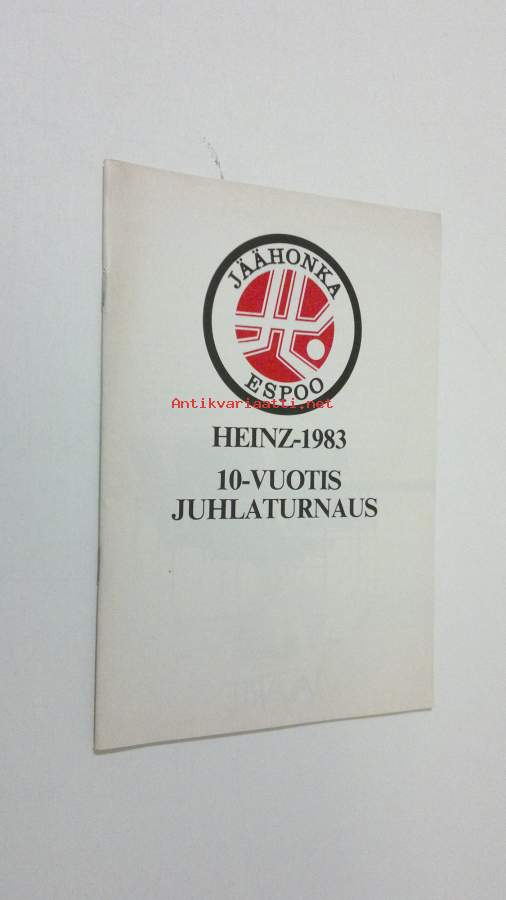 JÄÄHONKA
ESPOO
Antikvariaatti.net
HEINZ-1983
10-VUOTIS
JUHLATURNAUS